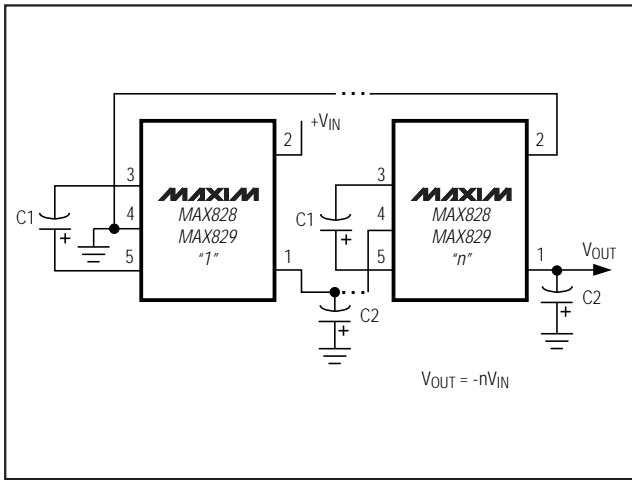 ...
+VIN
2
2
3
3
MAXIM
MAXIM
C1
4
MAX828
C1
4
MAX828
MAX829
MAX829
5
"1"
1
5
"n"
1
VOUT
+
+
...
C2
C2
+
+
VOUT = -nVIN